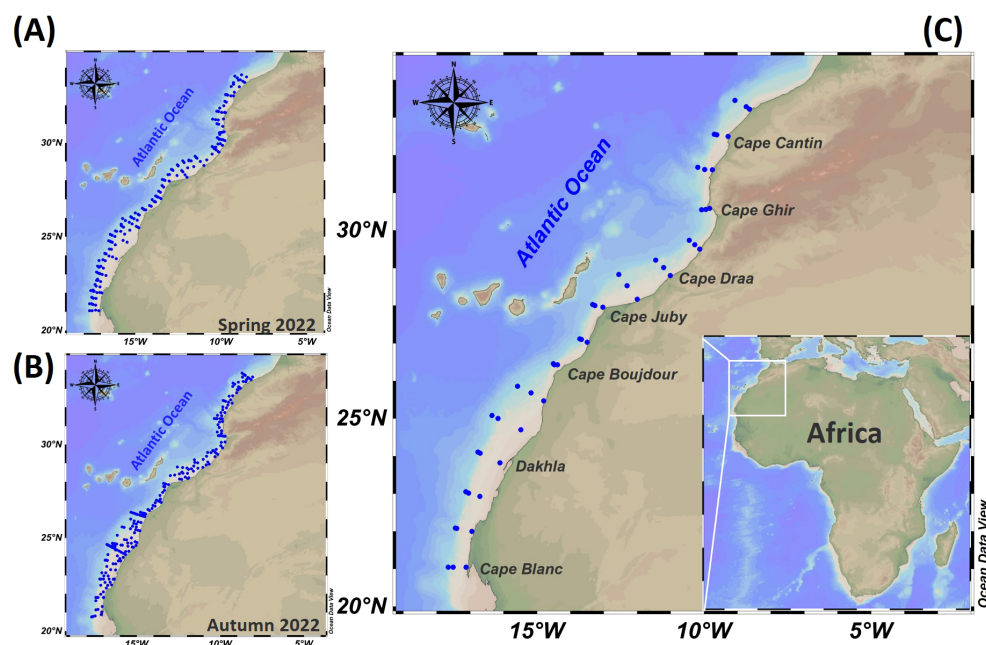 (A)
N
W
E
S
Atlantic Ocean
30°N
25°N
20°N
15°W
10°W
5°W
Spring 2022
Ocean Data View
(B)
Atlantic Ocean
30°N
25°N
20°N
15°W
10°W
5°W
Autumn 2022
Ocean Data View
(C)
N
W
E
S
Atlantic Ocean
Cape Cantin
Cape Ghir
Cape Draa
Cape Juby
Cape Boujdour
Dakhla
Cape Blanc
30°N
25°N
20°N
15°W
10°W
5°W
Africa
Ocean Data View